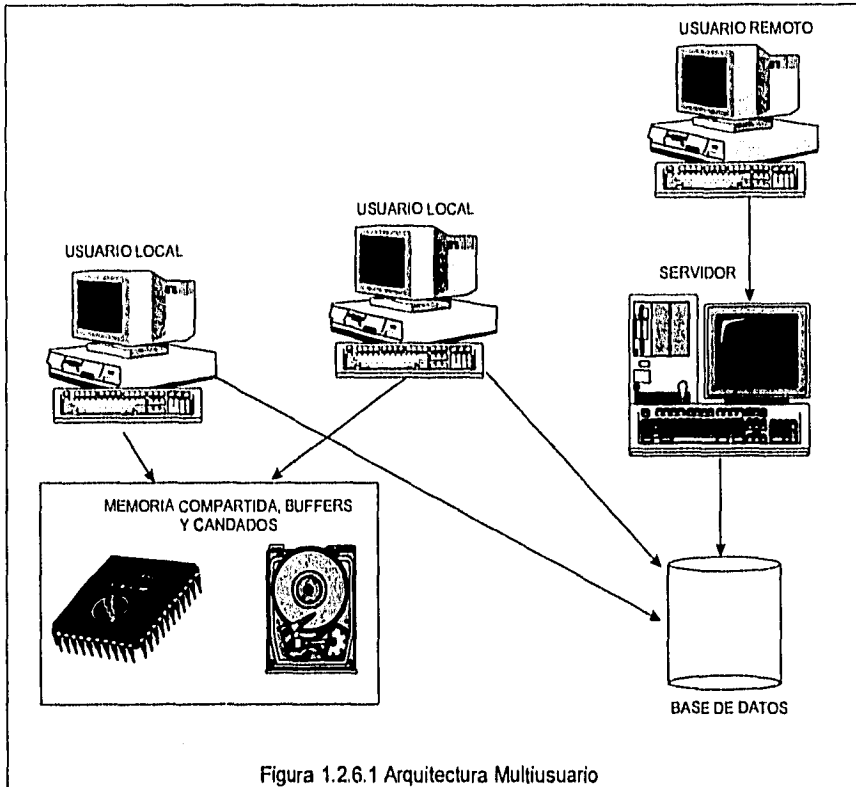 USUARIO REMOTO
USUARIO LOCAL
USUARIO LOCAL
SERVIDOR
MEMORIA COMPARTIDA, BUFFERS
Y CANDADOS
BASE DE DATOS
Figura 1.2.6.1 Arquitectura Multiusuario